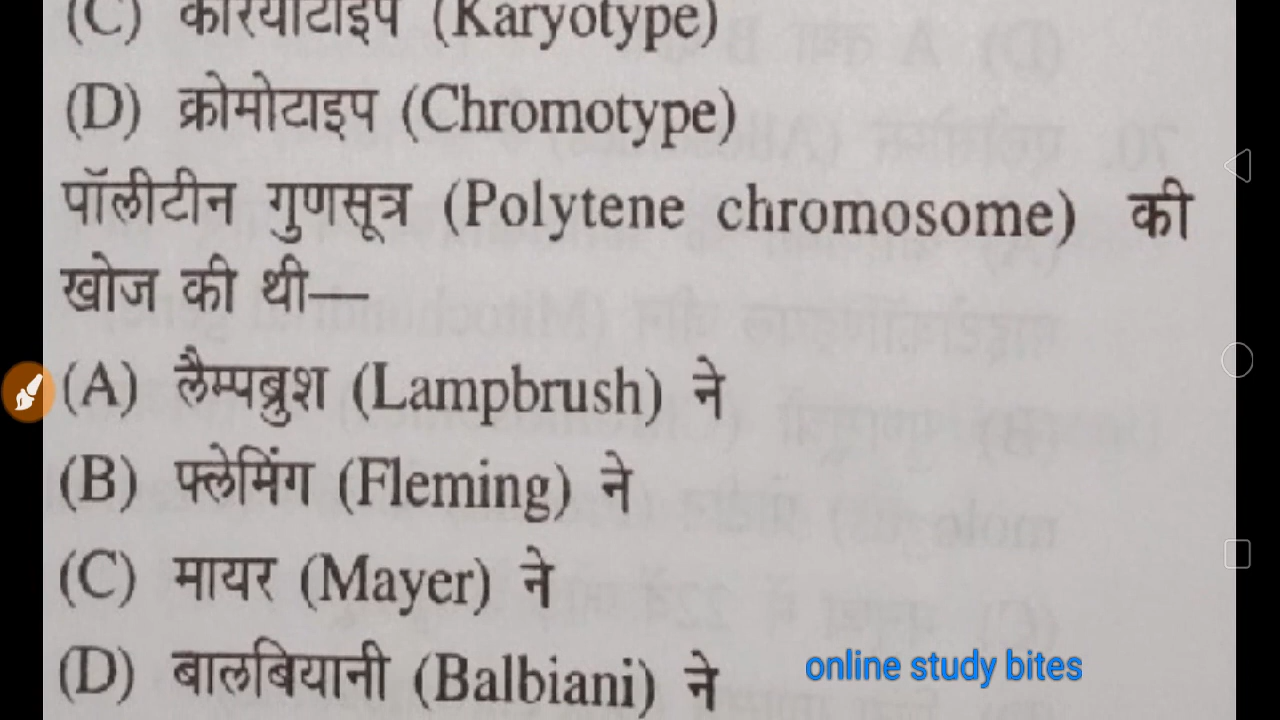 (C) कैरियोटाइप (Karyotype)
(D) क्रोमोटाइप (Chromotype)
पॉलीटीन गुणसूत्र (Polytene chromosome) की
खोज की थी—
(A) लैम्पब्रुश (Lampbrush) ने
(B) फ्लेमिंग (Fleming) ने
(C) मायर (Mayer) ने
(D) बालबियानी (Balbiani) ने
online study bites